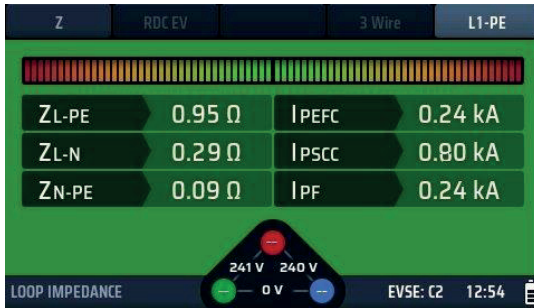 Z RDC EV 3 Wire L1-PE
ZL-PE 0.95 Ω IPEFC 0.24 kA
ZL-N 0.29 Ω IPSCC 0.80 kA
ZN-PE 0.09 Ω IPF 0.24 kA
241 V 240 V
0 V
LOOP IMPEDANCE EVSE: C2 12:54